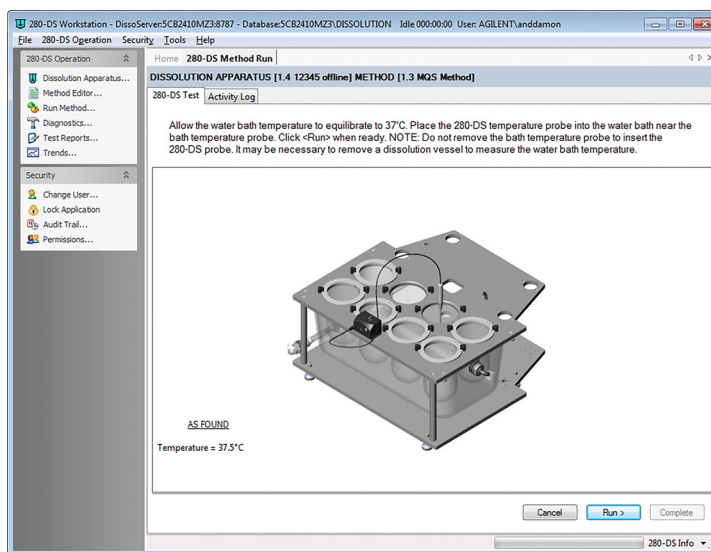 280-DS Workstation - DissoServer:5CB2410MZ3:8787 - Database:5CB2410MZ3\DISSOLUTION Idle 000:00:00 User: AGILENT\anddamon
File 280-DS Operation Security Tools Help
280-DS Operation
Dissolution Apparatus...
Method Editor...
Run Method...
Diagnostics...
Test Reports...
Trends...
Security
Change User...
Lock Application
Audit Trail...
Permissions...
Home 280-DS Method Run
DISSOLUTION APPARATUS [1.4 12345 offline] METHOD [1.3 MQS Method]
280-DS Test Activity Log
Allow the water bath temperature to equilibrate to 37°C. Place the 280-DS temperature probe into the water bath near the
bath temperature probe. Click <Run> when ready. NOTE: Do not remove the bath temperature probe to insert the
280-DS probe. It may be necessary to remove a dissolution vessel to measure the water bath temperature.
AS FOUND
Temperature = 37.5°C
Cancel Run > Complete
280-DS Info